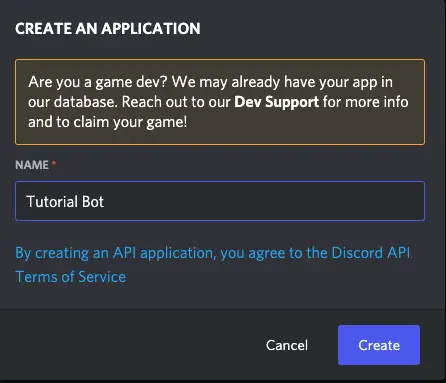 CREATE AN APPLICATION
Are you a game dev? We may already have your app in
our database. Reach out to our Dev Support for more info
and to claim your game!
NAME *
Tutorial Bot
By creating an API application, you agree to the Discord API
Terms of Service
Cancel Create